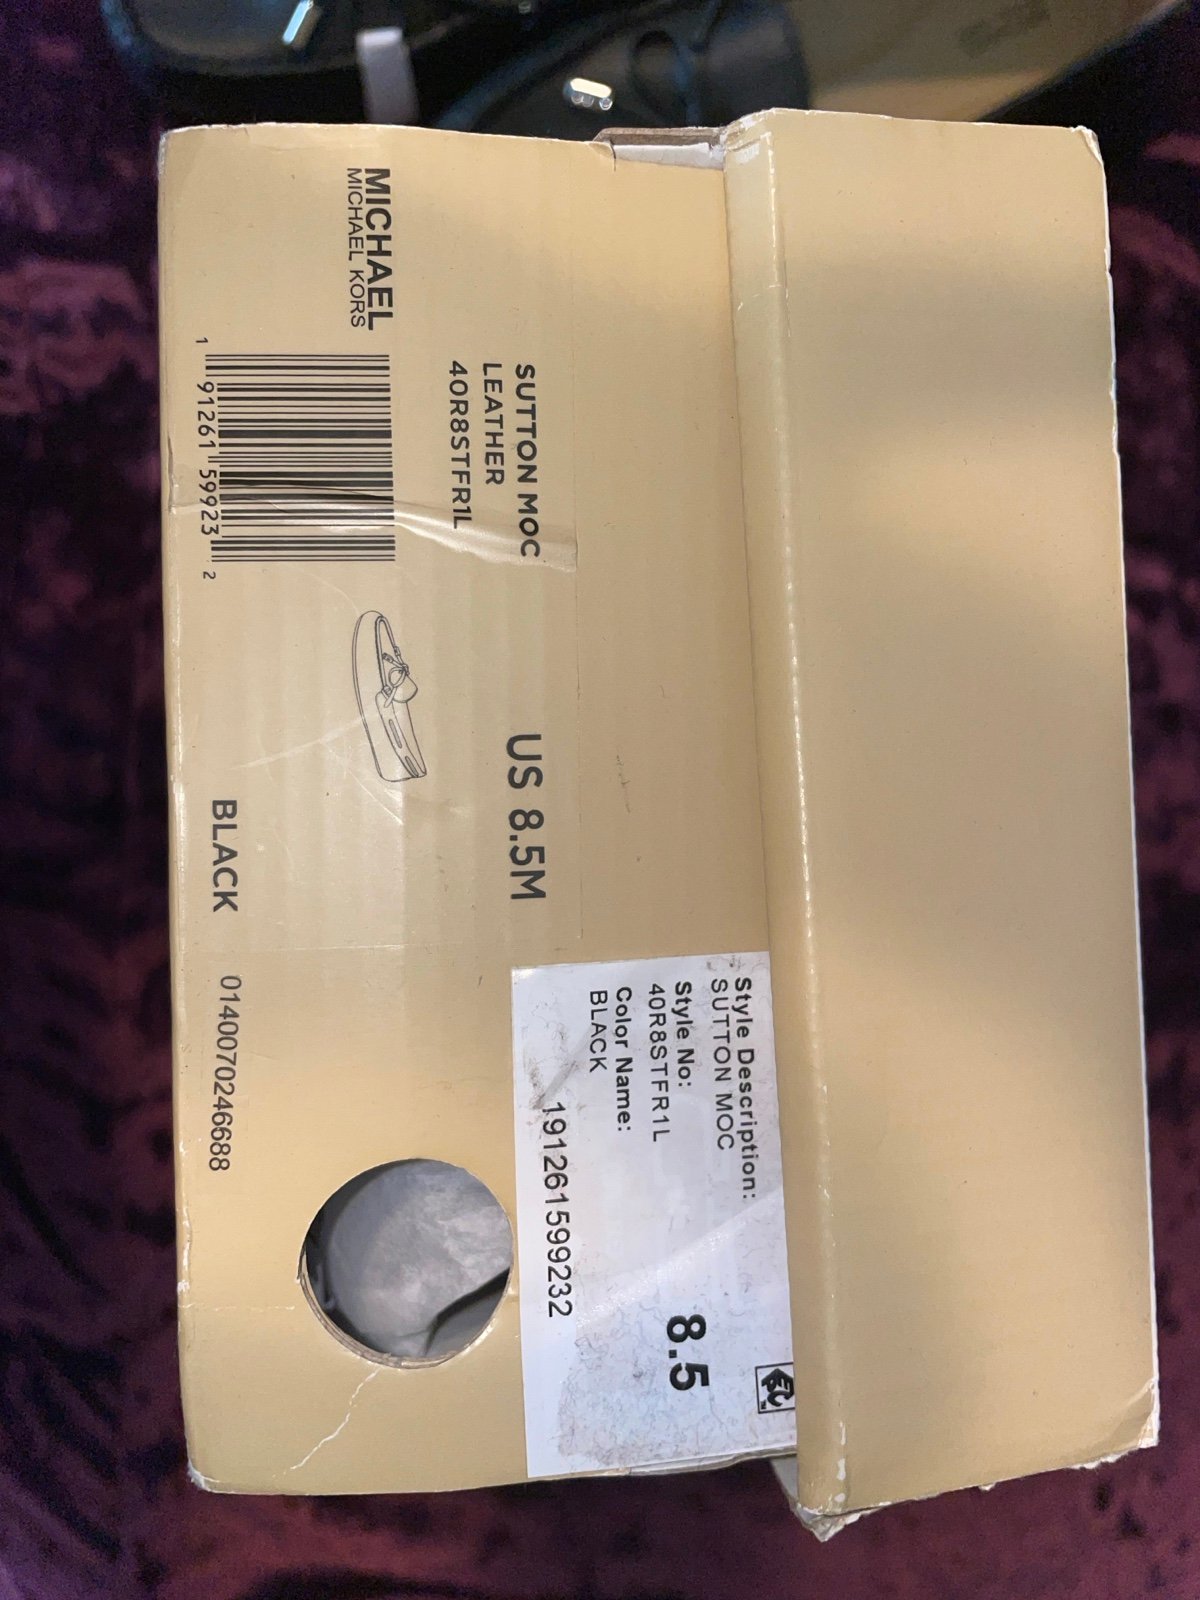 MICHAEL
MICHAEL KORS
SUTTON MOC
LEATHER
40R8STFR1L
1 91261 59923 2
US 8.5M
BLACK
0140070246688
Style Description:
SUTTON MOC
Style No:
40R8STFR1L
Color Name:
BLACK
191261599232
8.5